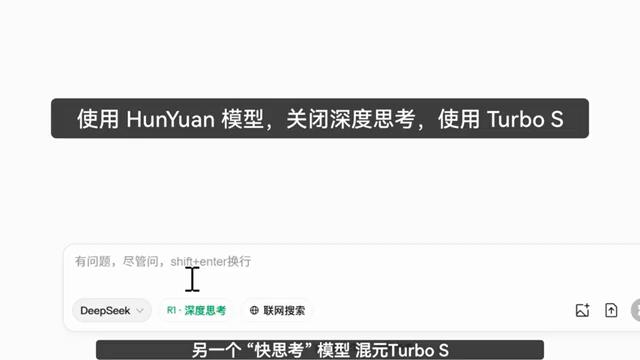 使用 HunYuan 模型，关闭深度思考，使用 Turbo S
有问题，尽管问，shift+enter换行
DeepSeek
R1·深度思考
联网搜索
另一个“快思考”模型 混元Turbo S